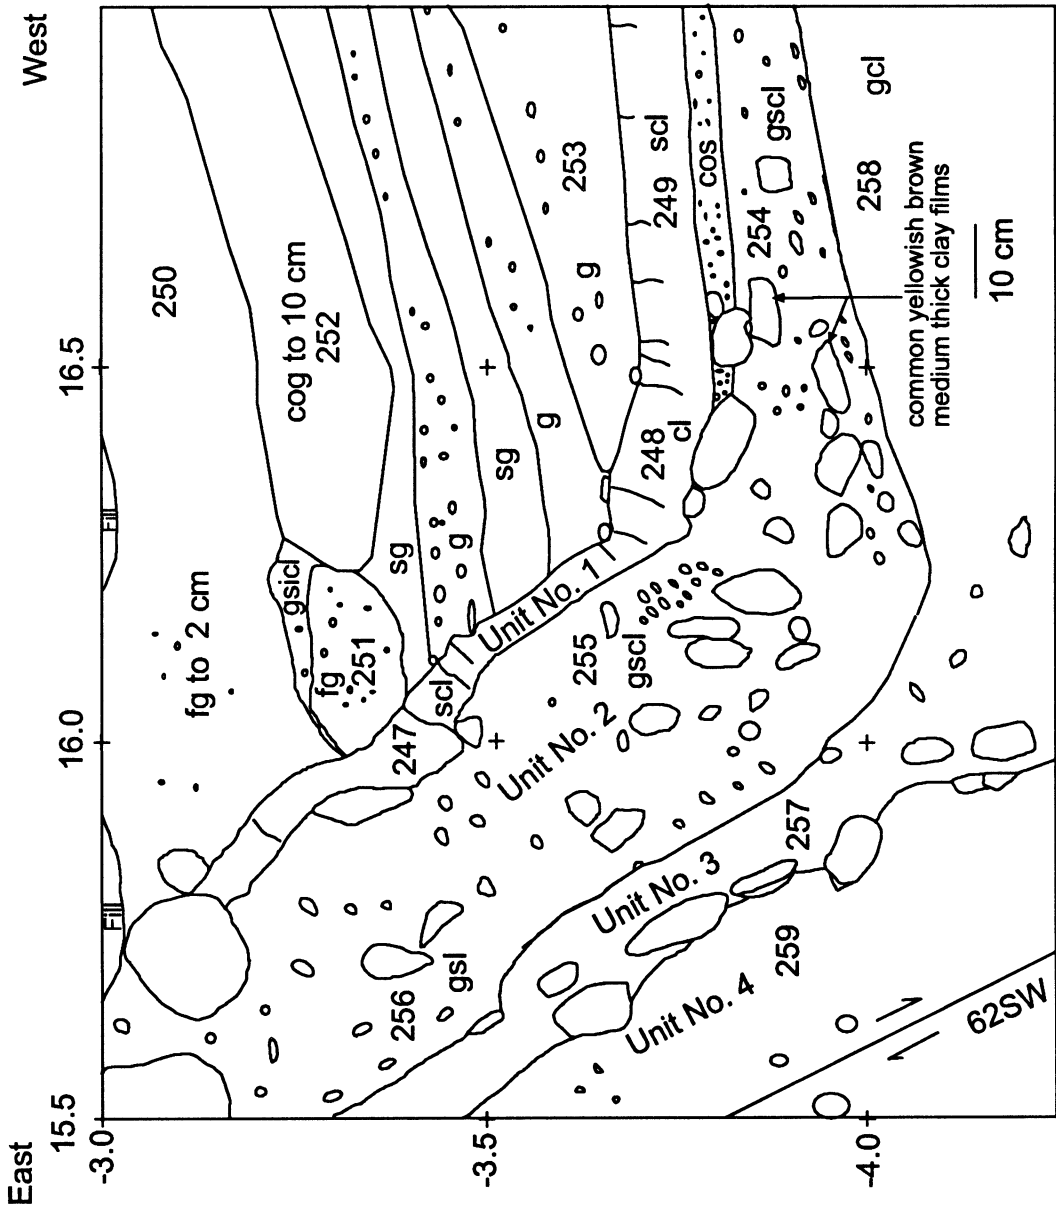 East
West
15.5
16.0
16.5
-3.0
-3.5
-4.0
Fill
Fill
fg to 2 cm
250
cog to 10 cm
252
gsicl
fg
251
sg
g
sg
g
g
253
scl
247
Unit No. 1
248
cl
249
scl
cos
254
gscl
255
gscl
Unit No. 2
256
gsl
258
gcl
257
Unit No. 3
259
Unit No. 4
62SW
common yellowish brown
medium thick clay films
10 cm